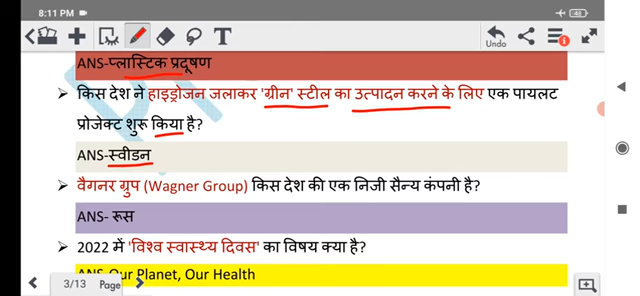 8:11 PM
48
Undo
ANS-प्लास्टिक प्रदूषण
➢ किस देश ने हाइड्रोजन जलाकर 'ग्रीन' स्टील का उत्पादन करने के लिए एक पायलट
प्रोजेक्ट शुरू किया है?
ANS-स्वीडन
➢ वैगनर ग्रुप (Wagner Group) किस देश की एक निजी सैन्य कंपनी है?
ANS- रूस
➢ 2022 में 'विश्व स्वास्थ्य दिवस' का विषय क्या है?
ANS-Our Planet, Our Health
3/13 Page